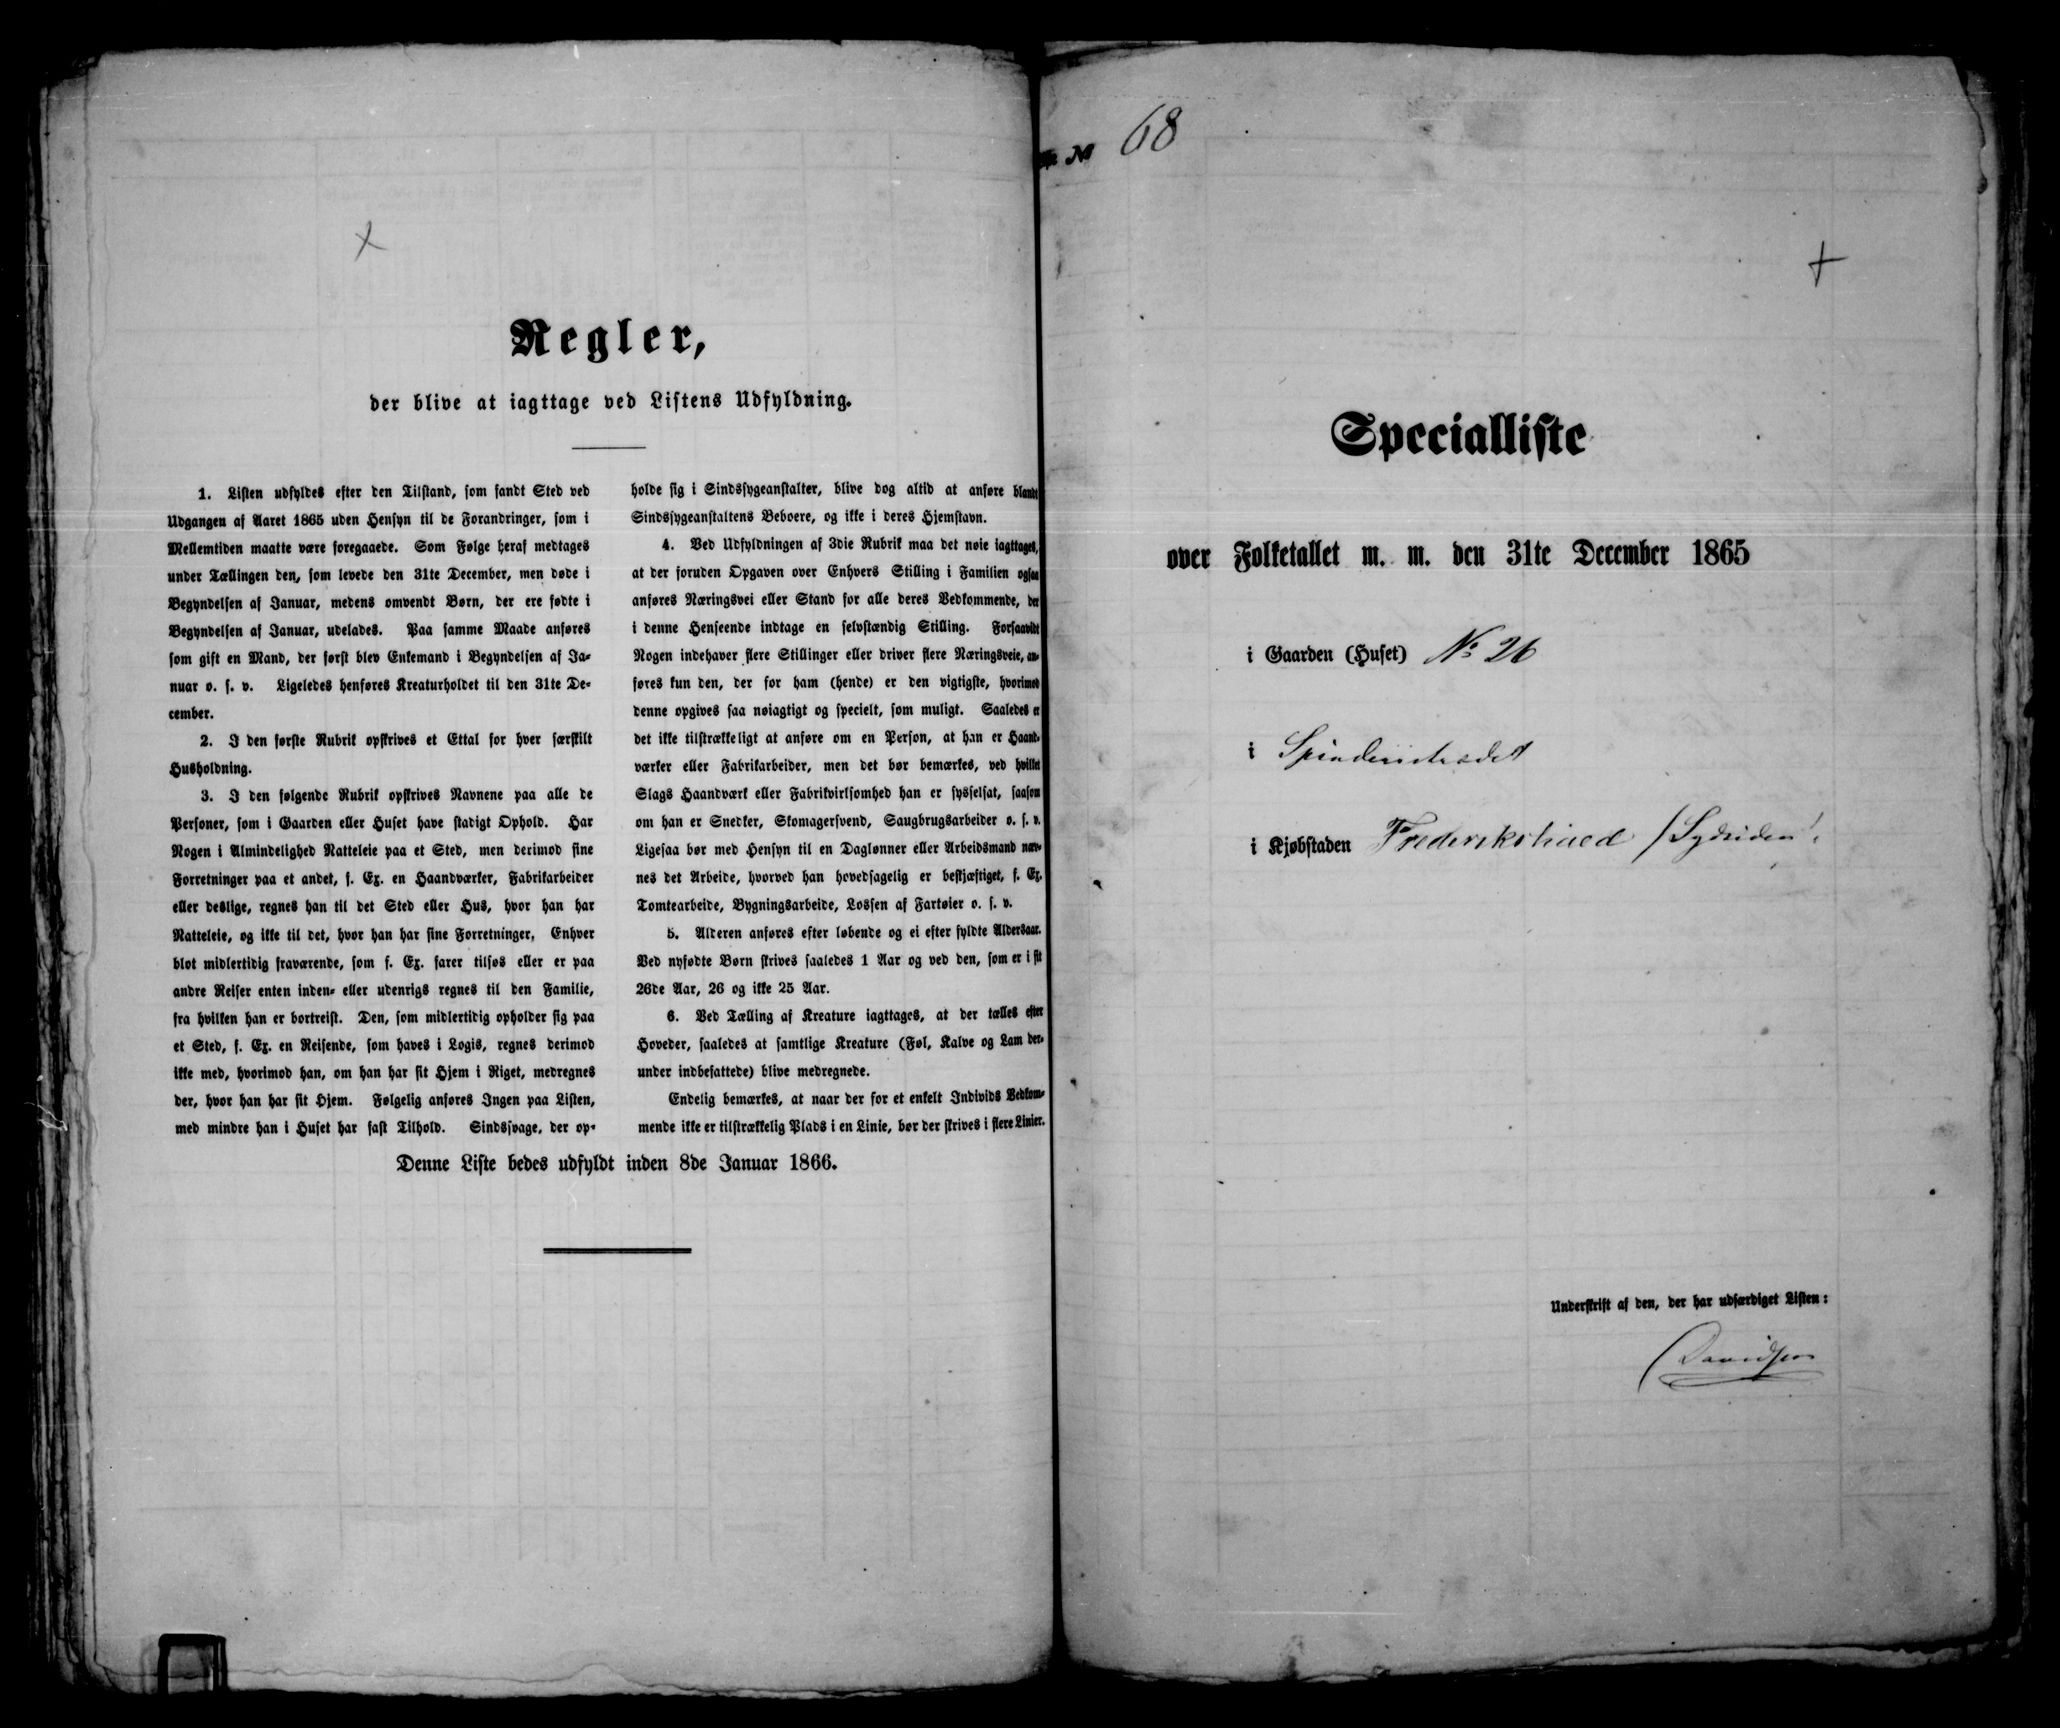 Regler,
der blive at iagttage ved Listens Udfyldning.
1. Listen udfyldes efter den Tilstand, som fandt Sted ved
Udgangen af Aaret 1865 uden Hensyn til de Forandringer, som i
Mellemtiden maatte være foregaaede. Som Følge heraf medtages
under Tællingen den, som levede den 31te December, men døde i
Begyndelsen af Januar, medens omvendt Børn, der ere fødte i
Begyndelsen af Januar, udelades. Paa samme Maade anføres
som gift en Mand, der først blev Enkemand i Begyndelsen af Ja-
nuar o. s. v. Ligeledes henføres Kreaturholdet til den 31te De-
cember.
2. I den første Rubrik opskrives et Ettal for hver særskilt
Husholdning.
3. I den følgende Rubrik opskrives Navnene paa alle de
Personer, som i Gaarden eller Huset have stadigt Ophold. Har
Nogen i Almindelighed Natteleie paa et Sted, men derimod sine
Forretninger paa et andet, f. Ex. en Haandværker, Fabrikarbeider
eller deslige, regnes han til det Sted eller Hus, hvor han har
Natteleie, og ikke til det, hvor han har sine Forretninger. Enhver
blot midlertidig fraværende, som f. Ex. farer tilsøs eller er paa
andre Reiser enten inden- eller udenrigs regnes til den Familie,
fra hvilken han er bortreist. Den, som midlertidig opholder sig paa
et Sted, f. Ex. en Reisende, som haves i Logis, regnes derimod
ikke med, hvorimod han, om han har sit Hjem i Riget, medregnes
der, hvor han har sit Hjem. Følgelig anføres Ingen paa Listen,
med mindre han i Huset har fast Tilhold. Sindssvage, der op-
holde sig i Sindssygeanstalter, blive dog altid at anføre blandt
Sindssygeanstaltens Beboere, og ikke i deres Hjemstavn.
4. Ved Udfyldningen af 3die Rubrik maa det nøie iagttages,
at der foruden Opgaven over Enhvers Stilling i Familien ogsaa
anføres Næringsvei eller Stand for alle deres Vedkommende, der
i denne Henseende indtage en selvstændig Stilling. Forsaavidt
Nogen indehaver flere Stillinger eller driver flere Næringsveie, an-
føres kun den, der for ham (hende) er den vigtigste, hvorimod
denne opgives saa nøiagtigt og specielt, som muligt. Saaledes er
det ikke tilstrækkeligt at anføre om en Person, at han er Haand-
værker eller Fabrikarbeider, men det bør bemærkes, ved hvilket
Slags Haandværk eller Fabrikvirksomhed han er sysselsat, saasom
om han er Snedker, Skomagersvend, Saugbrugsarbeider o. s. v.
Ligesaa bør med Hensyn til en Daglønner eller Arbeidsmand næv-
nes det Arbeide, hvorved han hovedsagelig er beskjæftiget, f. Ex.
Tomtearbeide, Bygningsarbeide, Lossen af Fartøier o. s. v.
5. Alderen anføres efter løbende og ei efter fyldte Aldersaar.
Ved nyfødte Børn skrives saaledes 1 Aar og ved den, som er i sit
26de Aar, 26 og ikke 25 Aar.
6. Ved Tælling af Kreature iagttages, at der tælles efter
Hoveder, saaledes at samtlige Kreature (Føl, Kalve og Lam der-
under indbefattede) blive medregnede.
Endelig bemærkes, at naar der for et enkelt Individs Vedkom-
mende ikke er tilstrækkelig Plads i en Linie, bør der skrives i flere Linier.
Denne Liste bedes udfyldt inden 8de Januar 1866.
№ 68
Specialliste
over Folketallet m. m. den 31te December 1865
i Gaarden (Huset) No 26
i Spinderistrædet
i Kjøbstaden Frederikshald /Sydsiden/.
Underskrift af den, der har udfærdiget Listen:
Davidsen